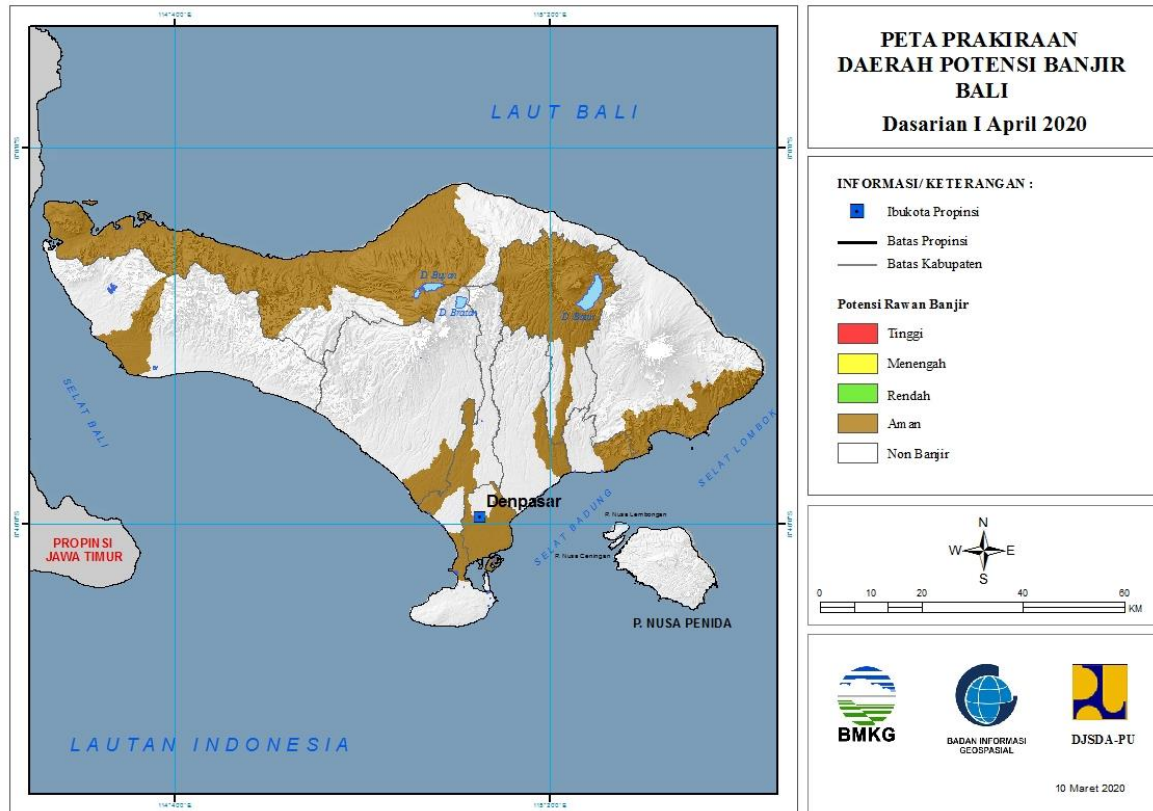 PETA PRAKIRAAN
DAERAH POTENSI BANJIR
BALI
Dasarian I April 2020
INFORMASI/ KETERANGAN :
Ibukota Propinsi
Batas Propinsi
Batas Kabupaten
Potensi Rawan Banjir
Tinggi
Menengah
Rendah
Aman
Non Banjir
N
W E
S
0 10 20 40 60
KM
BMKG
BADAN INFORMASI
GEOSPASIAL
DJSDA-PU
10 Maret 2020
LAUT BALI
D. Buyan
D. Bratan
D. Batur
SELAT BALI
SELAT LOMBOK
SELAT BADUNG
Denpasar
P. Nusa Lembongan
P. Nusa Ceningan
PROPINSI
JAWA TIMUR
P. NUSA PENIDA
LAUTAN INDONESIA